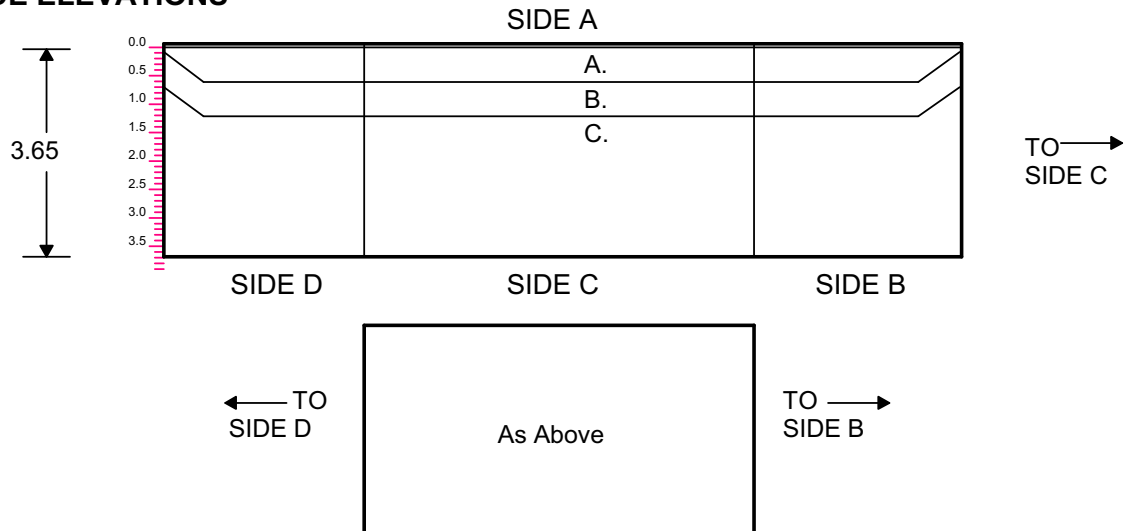 ELEVATIONS
SIDE A
0.0
0.5
1.0
1.5
2.0
2.5
3.0
3.5
3.65
A.
B.
C.
TO
SIDE C
SIDE D
SIDE C
SIDE B
TO
SIDE D
As Above
TO
SIDE B